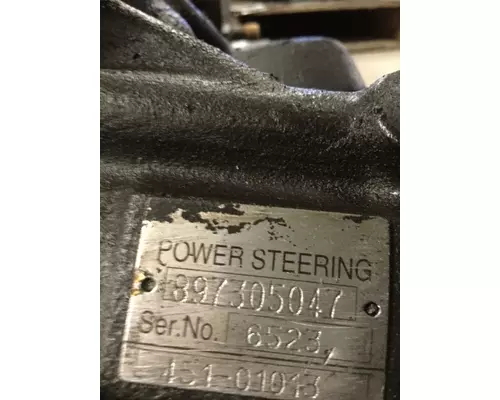 POWER STEERING
897305047
Ser.No. 6523,
451-01013